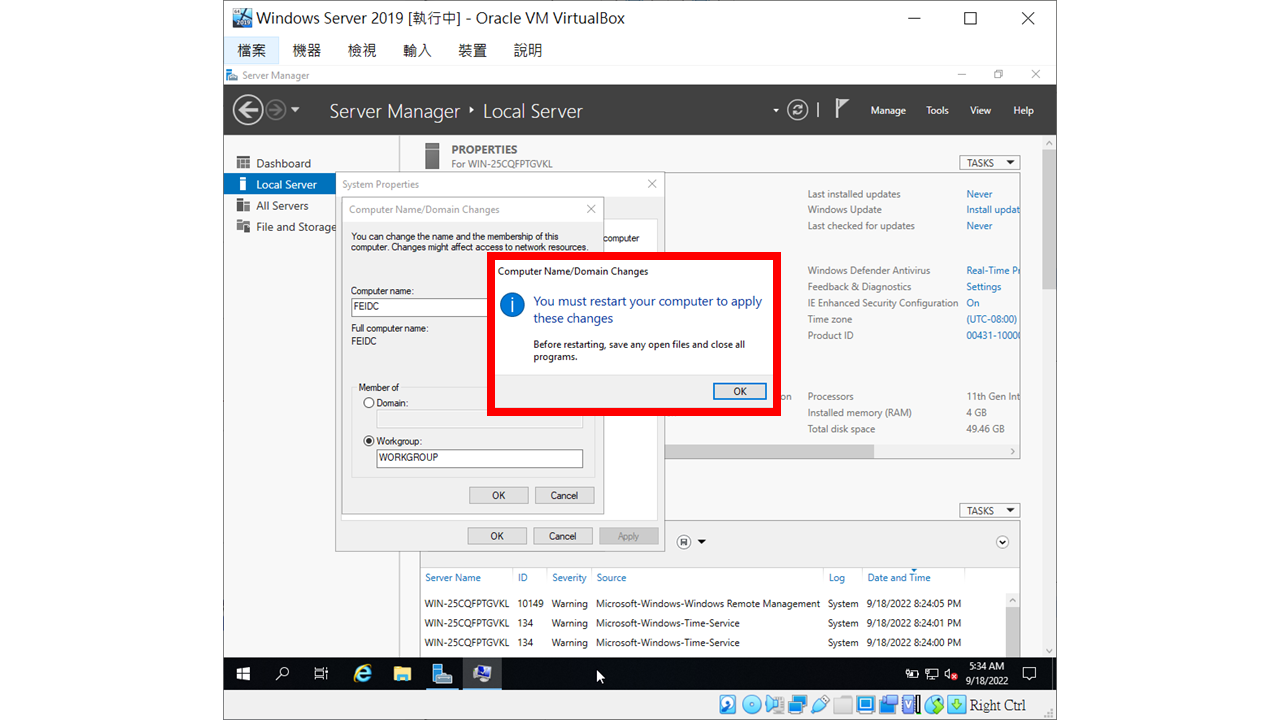 Windows Server 2019 [執行中] - Oracle VM VirtualBox
檔案 機器 檢視 輸入 裝置 說明
Server Manager
Server Manager ‣ Local Server
Manage Tools View Help
Dashboard
Local Server
All Servers
File and Storage
PROPERTIES
For WIN-25CQFPTGVKL
TASKS
Last installed updates Never
Windows Update Install updat
Last checked for updates Never
Windows Defender Antivirus Real-Time Pr
Feedback & Diagnostics Settings
IE Enhanced Security Configuration On
Time zone (UTC-08:00)
Product ID 00431-10000
on Processors 11th Gen Int
Installed memory (RAM) 4 GB
Total disk space 49.46 GB
System Properties
computer
Computer Name/Domain Changes
You can change the name and the membership of this
computer. Changes might affect access to network resources.
Computer name:
FEIDC
Full computer name:
FEIDC
Member of
Domain:
Workgroup:
WORKGROUP
OK Cancel
OK Cancel Apply
Computer Name/Domain Changes
You must restart your computer to apply
these changes
Before restarting, save any open files and close all
programs.
OK
TASKS
Server Name ID Severity Source Log Date and Time
WIN-25CQFPTGVKL 10149 Warning Microsoft-Windows-Windows Remote Management System 9/18/2022 8:24:05 PM
WIN-25CQFPTGVKL 134 Warning Microsoft-Windows-Time-Service System 9/18/2022 8:24:01 PM
WIN-25CQFPTGVKL 134 Warning Microsoft-Windows-Time-Service System 9/18/2022 8:24:00 PM
5:34 AM
9/18/2022
Right Ctrl